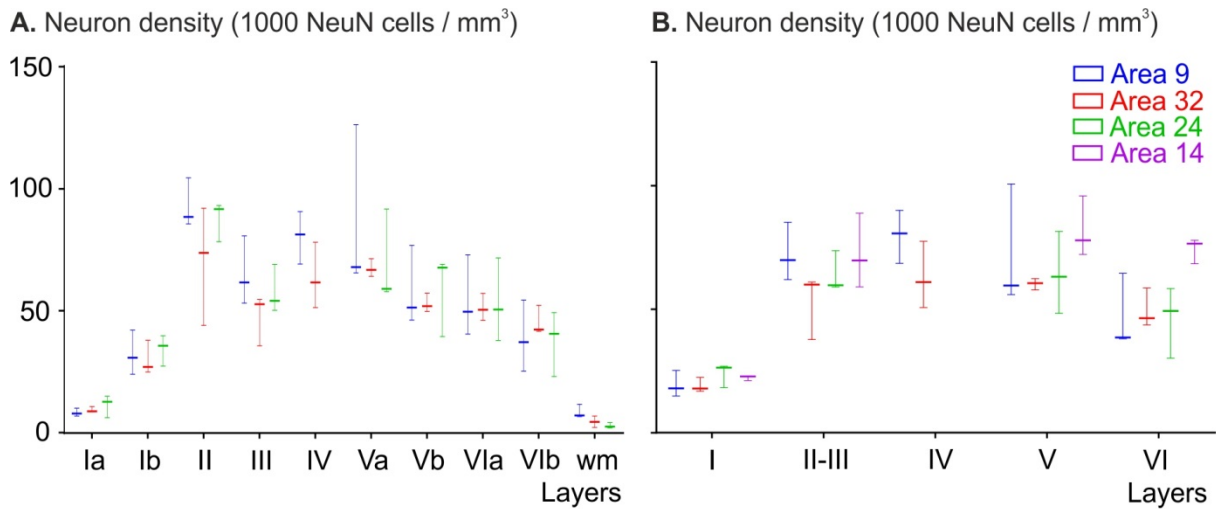 A. Neuron density (1000 NeuN cells / mm³)
150
100
50
0
Ia Ib II III IV Va Vb VIa VIb wm
Layers
B. Neuron density (1000 NeuN cells / mm³)
Area 9
Area 32
Area 24
Area 14
I II-III IV V VI
Layers